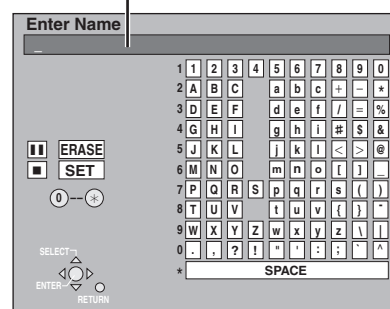 Enter Name
_
1 1 2 3 4 5 6 7 8 9 0
2 A B C a b c + − *
3 D E F d e f / = %
4 G H I g h i # $ &
5 J K L j k l < > @
6 M N O m n o [ ] _
7 P Q R S p q r s ( )
8 T U V t u v { } ¯
9 W X Y Z w x y z \ |
0 . , ? ! " ' : ; ` ^
* SPACE
ERASE
SET
0 -- *
SELECT
ENTER
RETURN